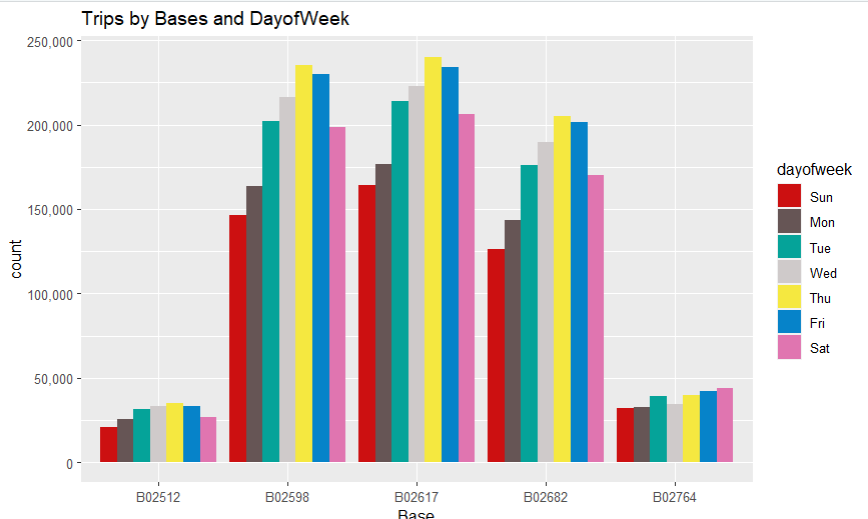 Trips by Bases and DayofWeek
250,000
200,000
150,000
100,000
50,000
0
count
B02512 B02598 B02617 B02682 B02764
Base
dayofweek
Sun
Mon
Tue
Wed
Thu
Fri
Sat